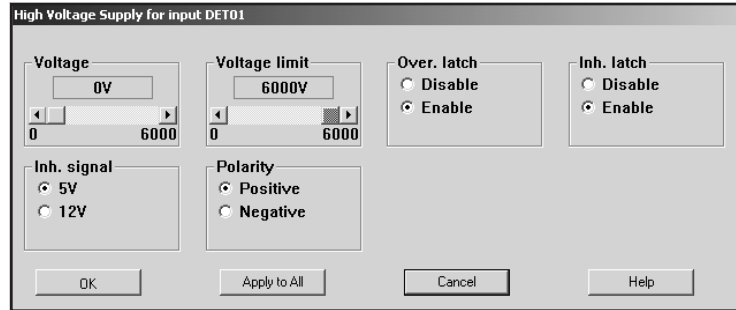 High Voltage Supply for input DET01
Voltage
0V
0 6000
Voltage limit
6000V
0 6000
Over. latch
Disable
Enable
Inh. latch
Disable
Enable
Inh. signal
5V
12V
Polarity
Positive
Negative
OK
Apply to All
Cancel
Help